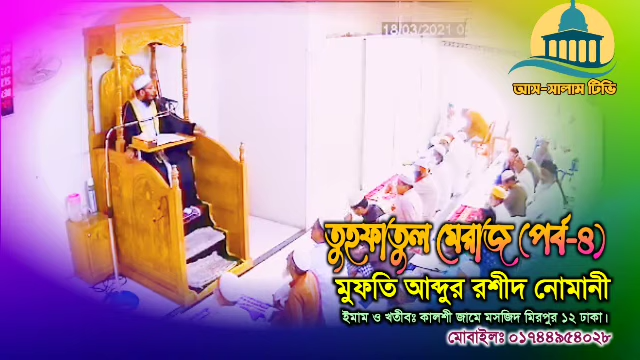 18/03/2021
আস-সালাম টিভি
তুহফাতুল মেরাজ (পর্ব-৪)
মুফতি আব্দুর রশীদ নোমানী
ইমাম ও খতীবঃ কালশী জামে মসজিদ মিরপুর ১২ ঢাকা।
মোবাইলঃ ০১৭৪৪৯৫৪০২৮